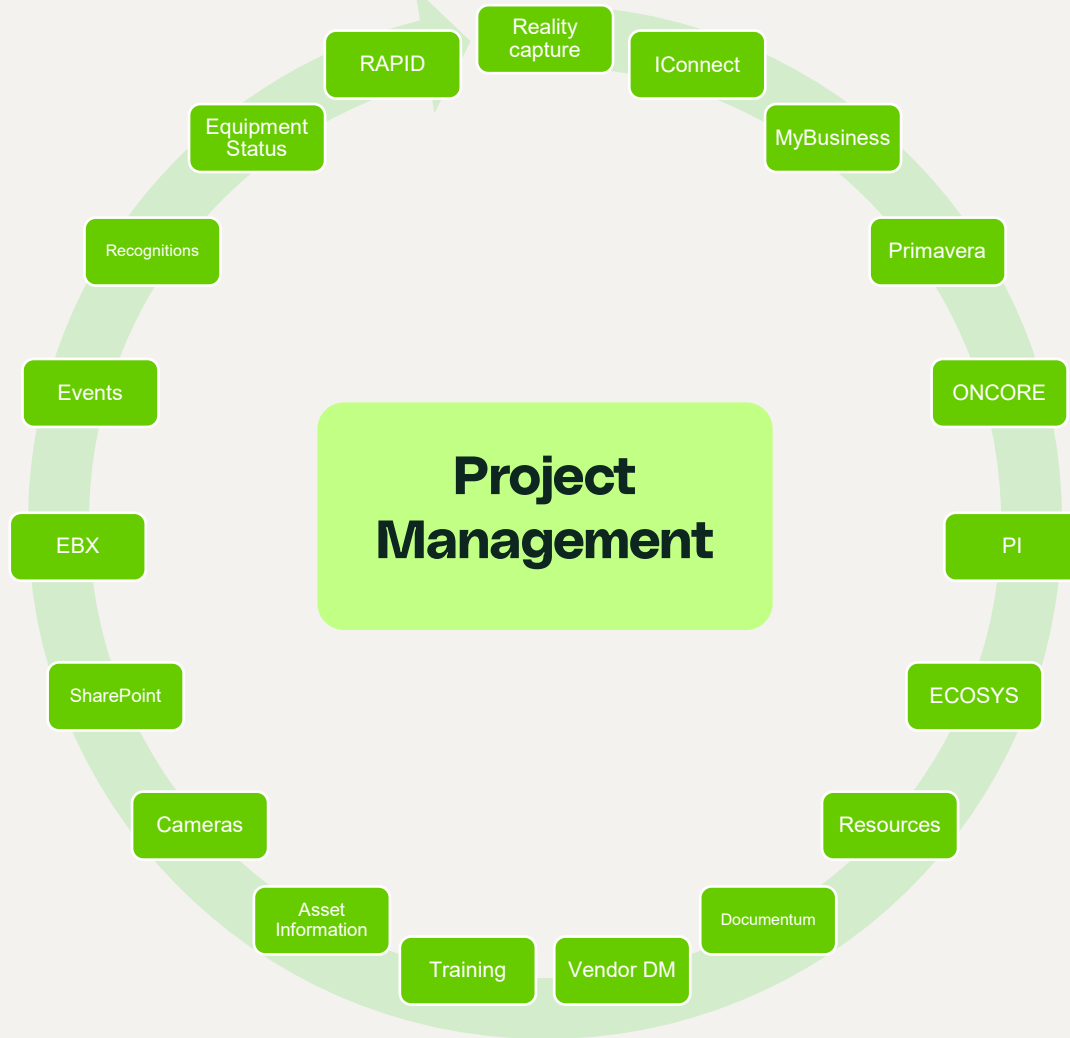 Reality
capture
IConnect
MyBusiness
Primavera
ONCORE
PI
ECOSYS
Resources
Documentum
Vendor DM
Training
Asset
Information
Cameras
SharePoint
EBX
Events
Recognitions
Equipment
Status
RAPID
Project
Management